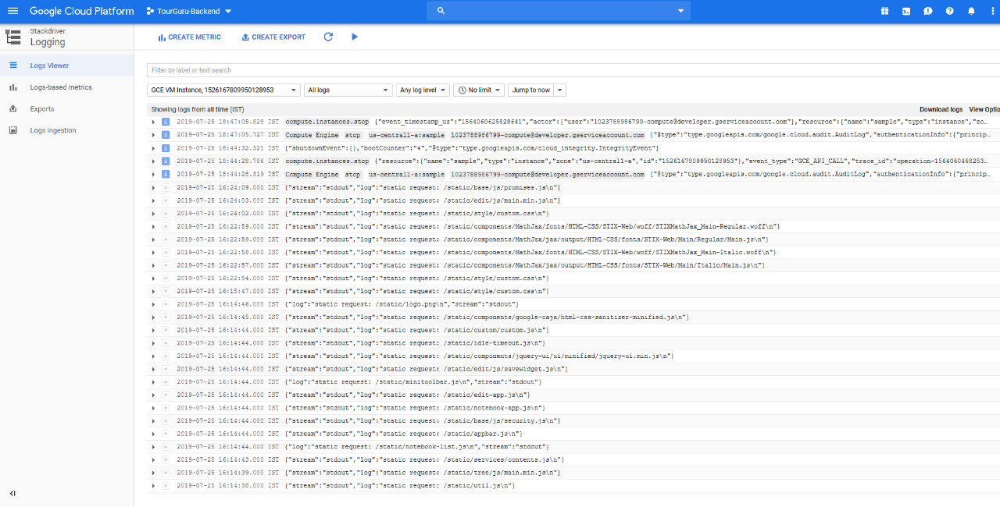 Google Cloud Platform TourGuru-Backend
Stackdriver
Logging
CREATE METRIC CREATE EXPORT
Logs Viewer
Logs-based metrics
Exports
Logs ingestion
Filter by label or text search
GCE VM Instance, 1526167809950128953 All logs Any log level No limit Jump to now
Showing logs from all time (IST) Download logs View Optio
2019-07-25 18:47:05.828 IST compute.instances.stop {"event_timestamp_us":"1564060625828641","actor":{"user":"1023788986799-compute@developer.gserviceaccount.com"},"resource":{"name":"sample","type":"instance","zo…
2019-07-25 18:47:05.727 IST Compute Engine stop us-central1-a:sample 1023788986799-compute@developer.gserviceaccount.com {"@type":"type.googleapis.com/google.cloud.audit.AuditLog","authenticationInfo":{"princip…
2019-07-25 18:44:32.321 IST {"shutdownEvent":{},"bootCounter":"4","@type":"type.googleapis.com/cloud_integrity.IntegrityEvent"}
2019-07-25 18:44:28.786 IST compute.instances.stop {"resource":{"name":"sample","type":"instance","zone":"us-central1-a","id":"1526167809950128953"},"event_type":"GCE_API_CALL","trace_id":"operation-1564060468253…
2019-07-25 18:44:28.319 IST Compute Engine stop us-central1-a:sample 1023788986799-compute@developer.gserviceaccount.com {"@type":"type.googleapis.com/google.cloud.audit.AuditLog","authenticationInfo":{"princip…
2019-07-25 16:24:09.000 IST {"stream":"stdout","log":"static request: /static/base/js/promises.js\n"}
2019-07-25 16:24:03.000 IST {"stream":"stdout","log":"static request: /static/edit/js/main.min.js\n"}
2019-07-25 16:24:02.000 IST {"stream":"stdout","log":"static request: /static/style/custom.css\n"}
2019-07-25 16:22:59.000 IST {"stream":"stdout","log":"static request: /static/components/MathJax/fonts/HTML-CSS/STIX-Web/woff/STIXMathJax_Main-Regular.woff\n"}
2019-07-25 16:22:59.000 IST {"stream":"stdout","log":"static request: /static/components/MathJax/jax/output/HTML-CSS/fonts/STIX-Web/Main/Regular/Main.js\n"}
2019-07-25 16:22:58.000 IST {"stream":"stdout","log":"static request: /static/components/MathJax/fonts/HTML-CSS/STIX-Web/woff/STIXMathJax_Main-Italic.woff\n"}
2019-07-25 16:22:57.000 IST {"stream":"stdout","log":"static request: /static/components/MathJax/jax/output/HTML-CSS/fonts/STIX-Web/Main/Italic/Main.js\n"}
2019-07-25 16:22:54.000 IST {"stream":"stdout","log":"static request: /static/style/custom.css\n"}
2019-07-25 16:15:47.000 IST {"stream":"stdout","log":"static request: /static/style/custom.css\n"}
2019-07-25 16:14:46.000 IST {"log":"static request: /static/logo.png\n","stream":"stdout"}
2019-07-25 16:14:45.000 IST {"stream":"stdout","log":"static request: /static/components/google-caja/html-css-sanitizer-minified.js\n"}
2019-07-25 16:14:44.000 IST {"stream":"stdout","log":"static request: /static/custom/custom.js\n"}
2019-07-25 16:14:44.000 IST {"stream":"stdout","log":"static request: /static/idle-timeout.js\n"}
2019-07-25 16:14:44.000 IST {"stream":"stdout","log":"static request: /static/components/jquery-ui/ui/minified/jquery-ui.min.js\n"}
2019-07-25 16:14:44.000 IST {"stream":"stdout","log":"static request: /static/edit/js/savewidget.js\n"}
2019-07-25 16:14:44.000 IST {"log":"static request: /static/minitoolbar.js\n","stream":"stdout"}
2019-07-25 16:14:44.000 IST {"stream":"stdout","log":"static request: /static/edit-app.js\n"}
2019-07-25 16:14:44.000 IST {"stream":"stdout","log":"static request: /static/notebook-app.js\n"}
2019-07-25 16:14:44.000 IST {"stream":"stdout","log":"static request: /static/base/js/security.js\n"}
2019-07-25 16:14:44.000 IST {"stream":"stdout","log":"static request: /static/appbar.js\n"}
2019-07-25 16:14:44.000 IST {"log":"static request: /static/notebook-list.js\n","stream":"stdout"}
2019-07-25 16:14:43.000 IST {"stream":"stdout","log":"static request: /static/services/contents.js\n"}
2019-07-25 16:14:39.000 IST {"stream":"stdout","log":"static request: /static/tree/js/main.min.js\n"}
2019-07-25 16:14:38.000 IST {"stream":"stdout","log":"static request: /static/util.js\n"}